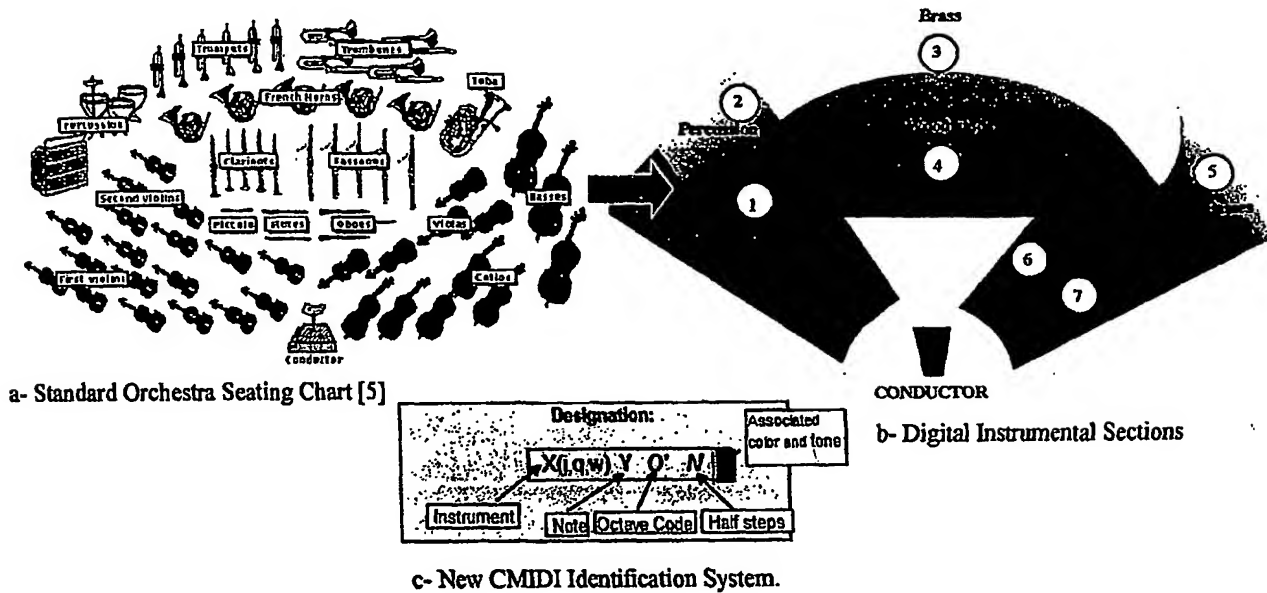 Trumpets
Trombones
French Horns
Tuba
Percussion
Clarinets
Bassoons
Second violins
Basses
Piccolo
Flutes
Oboes
Violas
First violins
Cellos
Conductor
a- Standard Orchestra Seating Chart [5]
Brass
3
2
Percussion
4
5
1
6
7
CONDUCTOR
b- Digital Instrumental Sections
Designation:
Associated
color and tone
X(j,q,w) Y O' N
Instrument
Note
Octave Code
Half steps
c- New CMIDI Identification System.